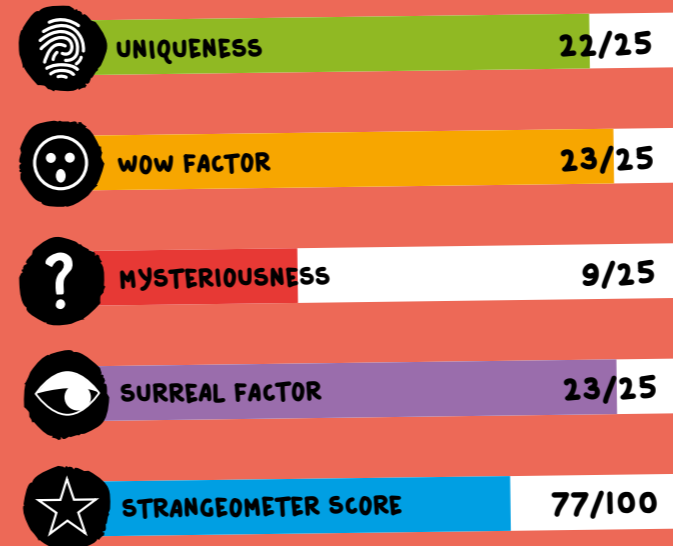 UNIQUENESS 22/25
WOW FACTOR 23/25
? MYSTERIOUSNESS 9/25
SURREAL FACTOR 23/25
STRANGEOMETER SCORE 77/100